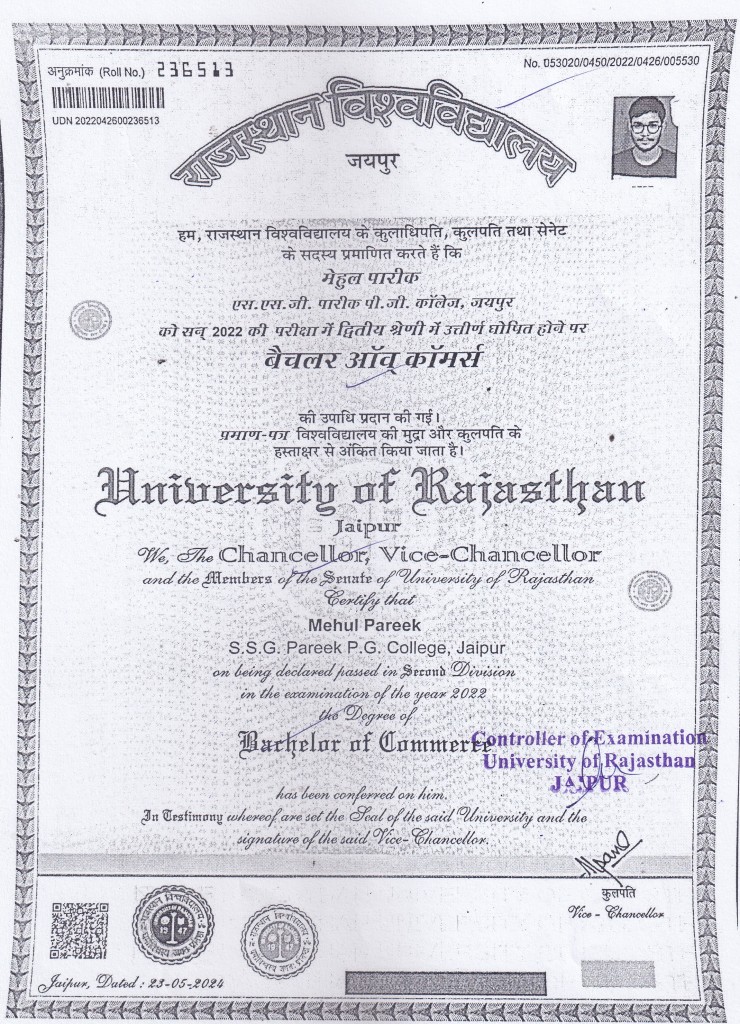 अनुक्रमांक (Roll No.) 236513
No. 053020/0450/2022/0426/005530
UDN 2022042600236513
राजस्थान विश्वविद्यालय
जयपुर
हम, राजस्थान विश्वविद्यालय के कुलाधिपति, कुलपति तथा सेनेट
के सदस्य प्रमाणित करते हैं कि
मेहुल पारीक
एस.एस.जी. पारीक पी.जी. कॉलेज, जयपुर
को सन् 2022 की परीक्षा में द्वितीय श्रेणी में उत्तीर्ण घोषित होने पर
बैचलर ऑव् कॉमर्स
की उपाधि प्रदान की गई।
प्रमाण-पत्र विश्वविद्यालय की मुद्रा और कुलपति के
हस्ताक्षर से अंकित किया जाता है।
University of Rajasthan
Jaipur
We, The Chancellor, Vice-Chancellor
and the Members of the Senate of University of Rajasthan
Certify that
Mehul Pareek
S.S.G. Pareek P.G. College, Jaipur
on being declared passed in Second Division
in the examination of the year 2022
the Degree of
Bachelor of Commerce
Controller of Examination
University of Rajasthan
JAIPUR
has been conferred on him.
In Testimony whereof are set the Seal of the said University and the
signature of the said Vice-Chancellor.
कुलपति
Vice - Chancellor
Jaipur, Dated : 23-05-2024